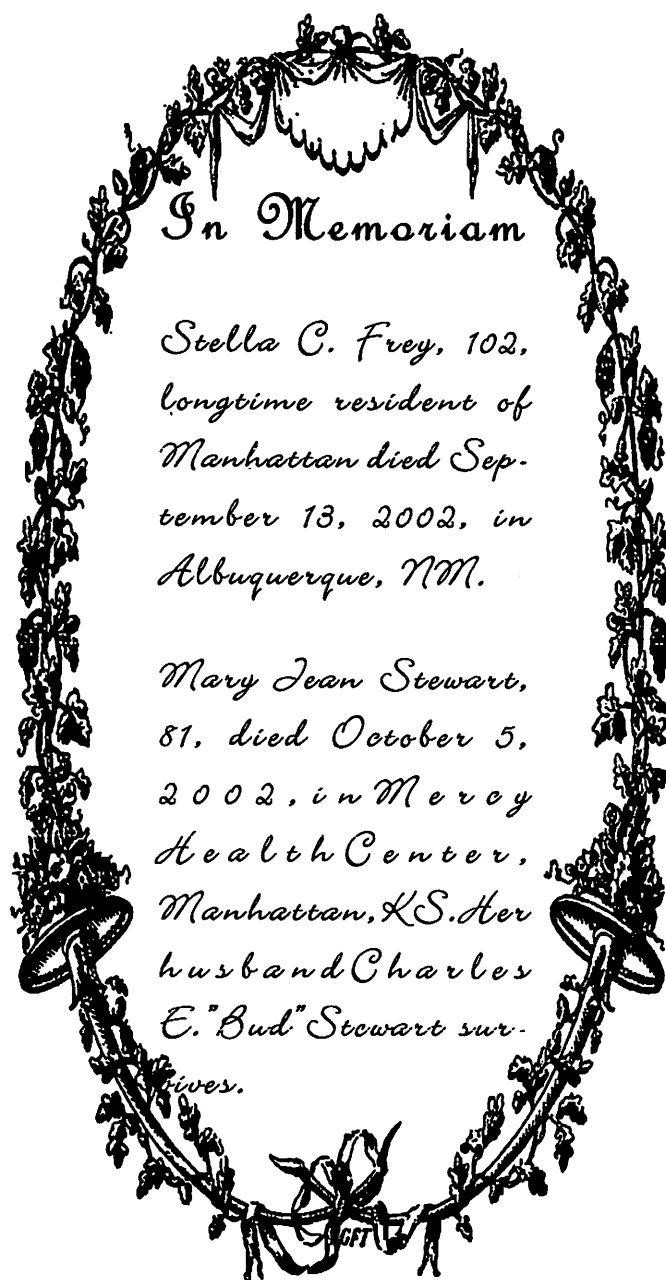 In Memoriam
Stella C. Frey, 102,
longtime resident of
Manhattan died Sep-
tember 13, 2002, in
Albuquerque, NM.
Mary Jean Stewart,
81, died October 5,
2002, in Mercy
Health Center,
Manhattan, KS. Her
husband Charles
E. "Bud" Stewart sur-
vives.
GFT